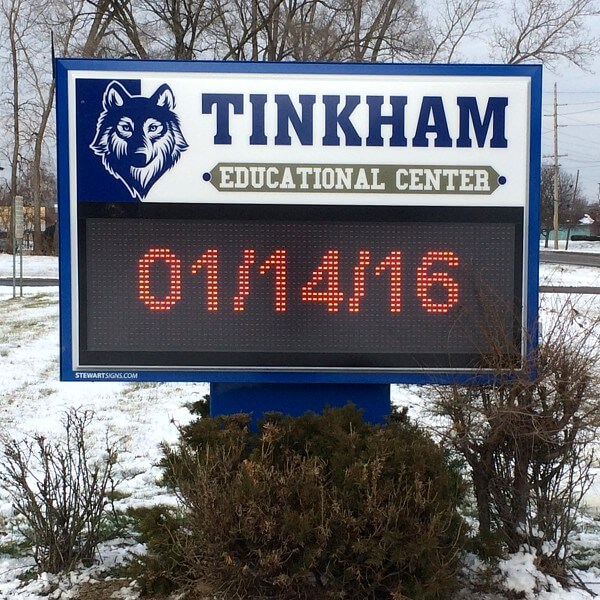 TINKHAM
EDUCATIONAL CENTER
01/14/16
STEWARTSIGNS.COM